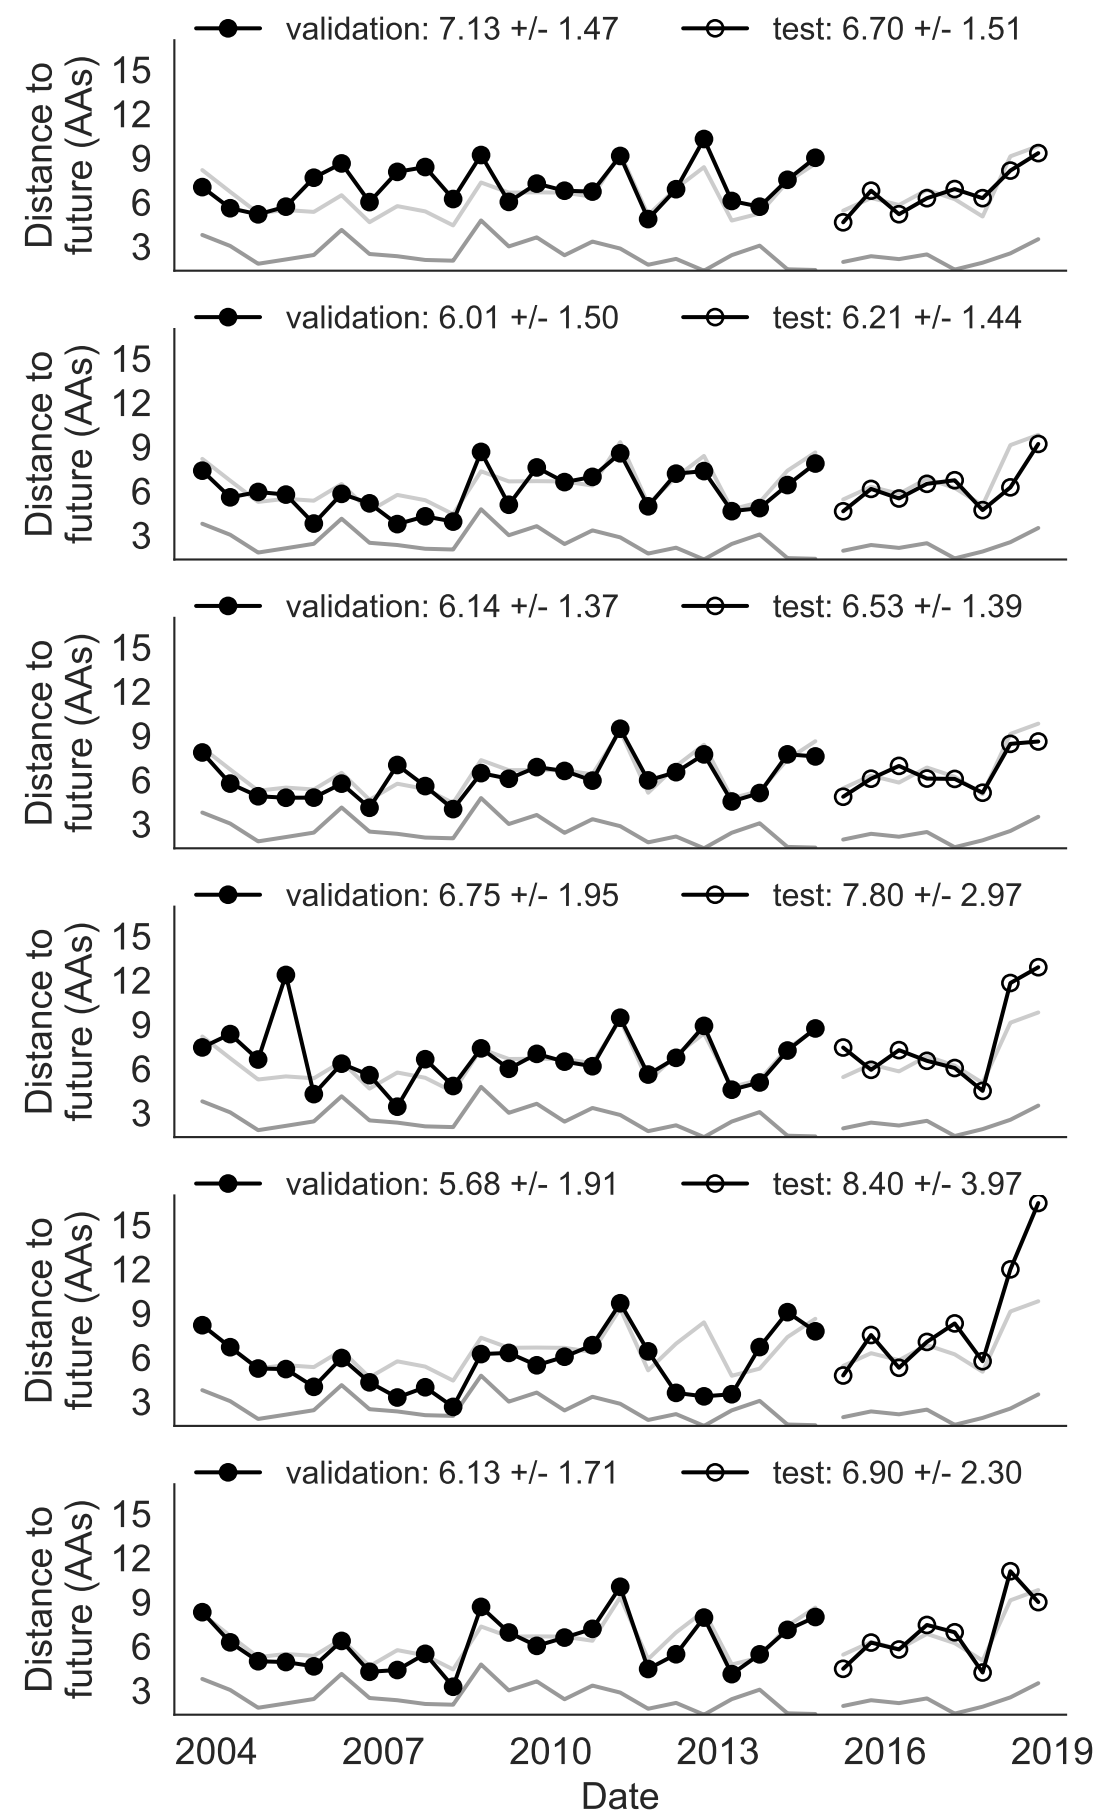 validation: 7.13 +/- 1.47 test: 6.70 +/- 1.51
Distance to
future (AAs)
15
12
9
6
3
validation: 6.01 +/- 1.50 test: 6.21 +/- 1.44
Distance to
future (AAs)
15
12
9
6
3
validation: 6.14 +/- 1.37 test: 6.53 +/- 1.39
Distance to
future (AAs)
15
12
9
6
3
validation: 6.75 +/- 1.95 test: 7.80 +/- 2.97
Distance to
future (AAs)
15
12
9
6
3
validation: 5.68 +/- 1.91 test: 8.40 +/- 3.97
Distance to
future (AAs)
15
12
9
6
3
validation: 6.13 +/- 1.71 test: 6.90 +/- 2.30
Distance to
future (AAs)
15
12
9
6
3
2004 2007 2010 2013 2016 2019
Date